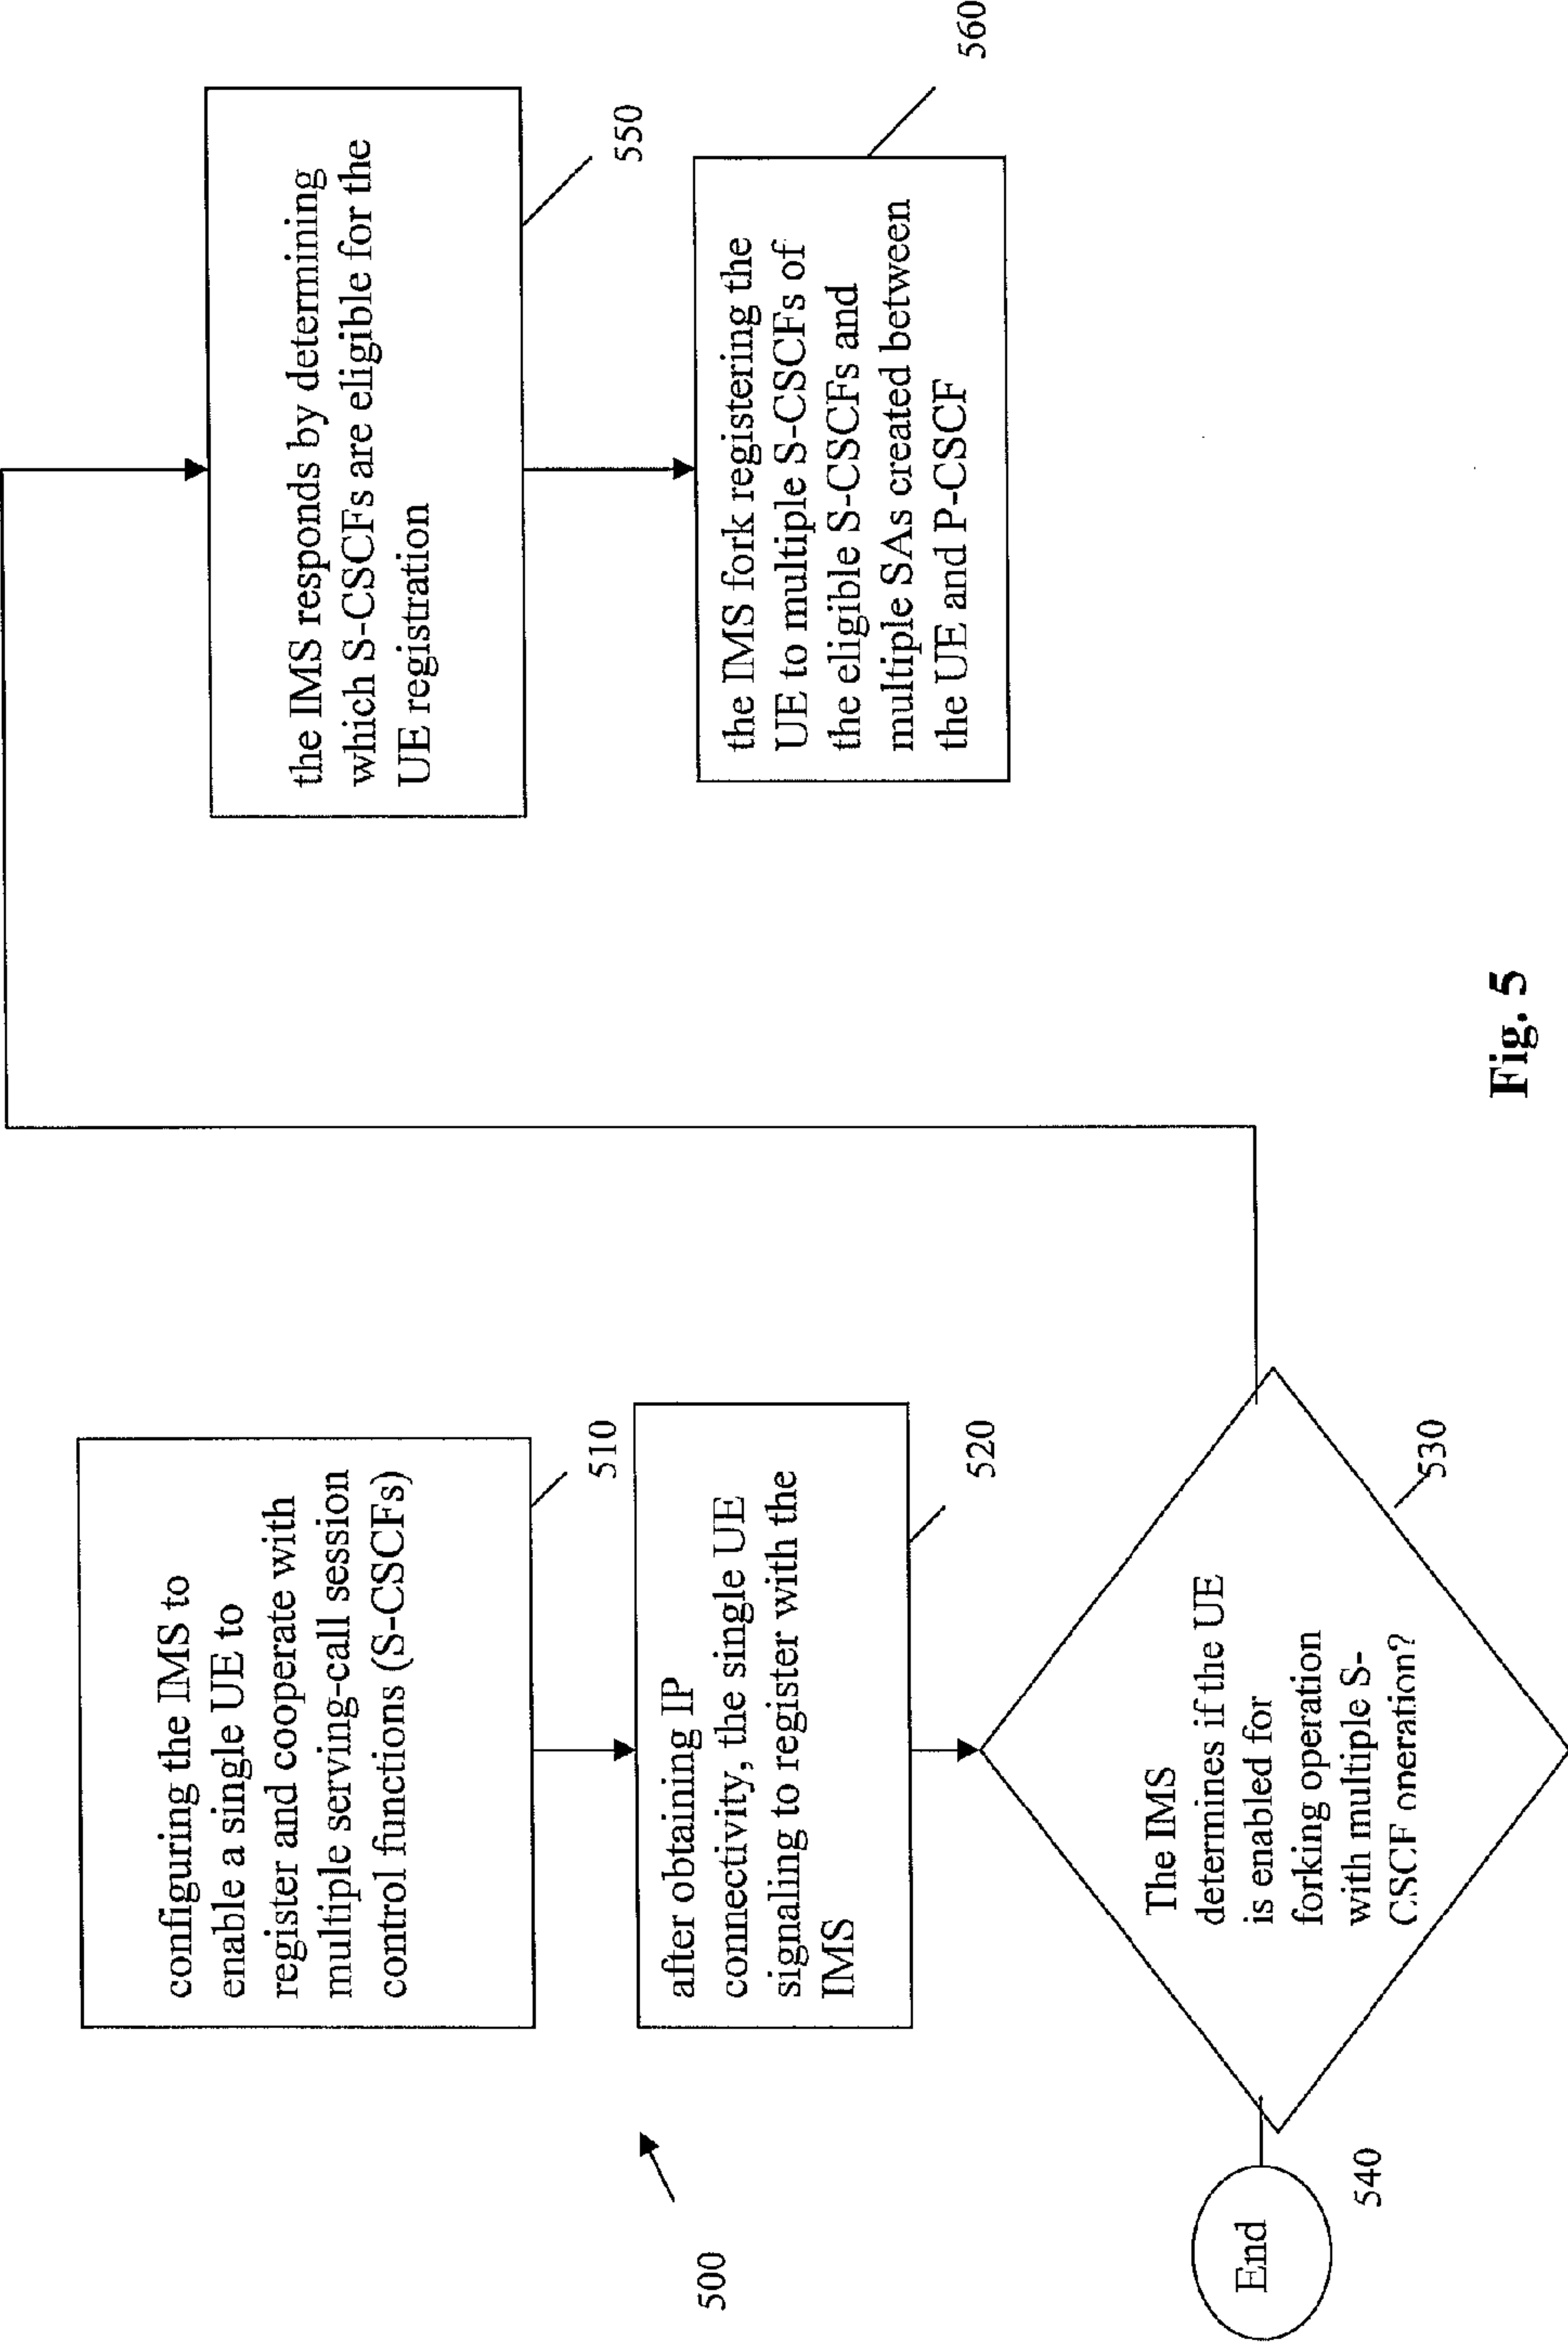 500
configuring the IMS to
enable a single UE to
register and cooperate with
multiple serving-call session
control functions (S-CSCFs)
510
after obtaining IP
connectivity, the single UE
signaling to register with the
IMS
520
The IMS
determines if the UE
is enabled for
forking operation
with multiple S-
CSCF operation?
530
End
540
the IMS responds by determining
which S-CSCFs are eligible for the
UE registration
550
the IMS fork registering the
UE to multiple S-CSCFs of
the eligible S-CSCFs and
multiple SAs created between
the UE and P-CSCF
560
Fig. 5